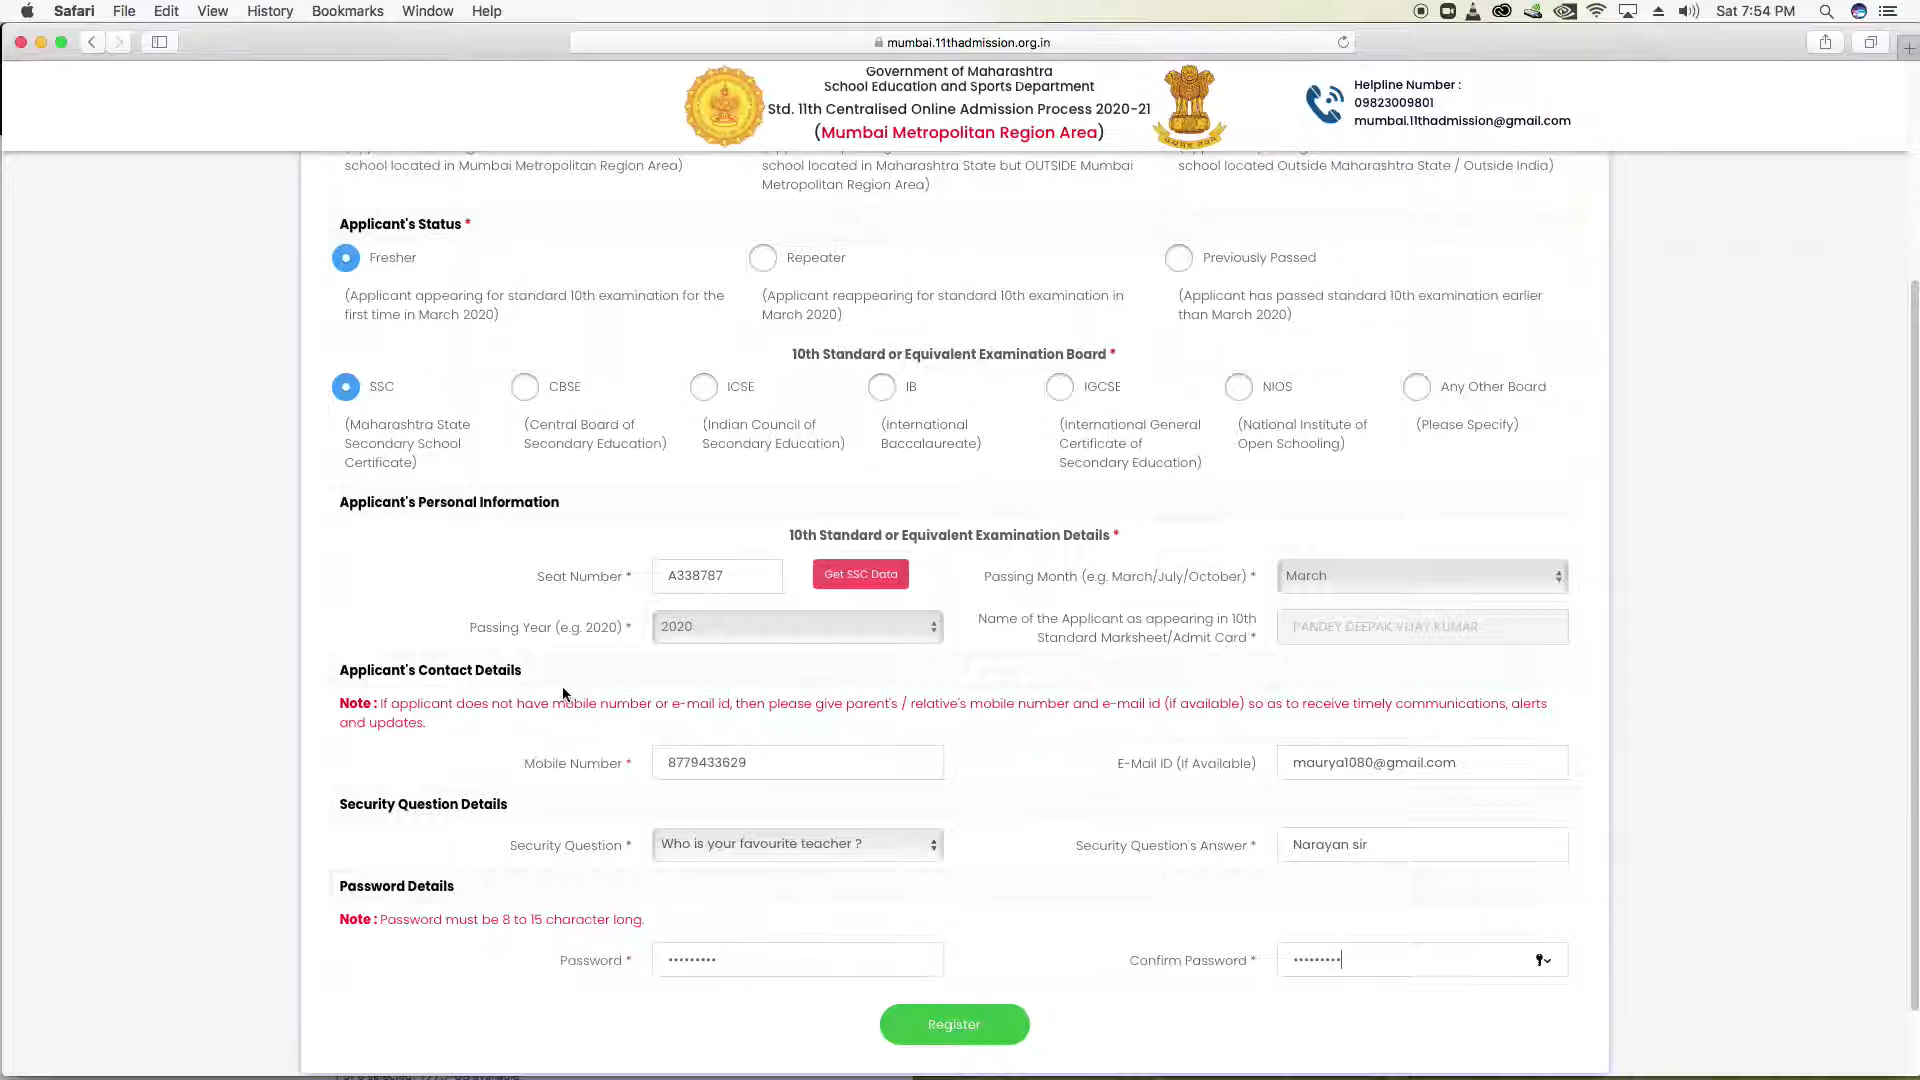 Safari File Edit View History Bookmarks Window Help Sat 7:54 PM
mumbai.11thadmission.org.in
Government of Maharashtra
School Education and Sports Department
Std. 11th Centralised Online Admission Process 2020-21
(Mumbai Metropolitan Region Area)
Helpline Number :
09823009801
mumbai.11thadmission@gmail.com
school located in Mumbai Metropolitan Region Area)
school located in Maharashtra State but OUTSIDE Mumbai
Metropolitan Region Area)
school located Outside Maharashtra State / Outside India)
Applicant's Status *
Fresher
(Applicant appearing for standard 10th examination for the
first time in March 2020)
Repeater
(Applicant reappearing for standard 10th examination in
March 2020)
Previously Passed
(Applicant has passed standard 10th examination earlier
than March 2020)
10th Standard or Equivalent Examination Board *
SSC
(Maharashtra State
Secondary School
Certificate)
CBSE
(Central Board of
Secondary Education)
ICSE
(Indian Council of
Secondary Education)
IB
(International
Baccalaureate)
IGCSE
(International General
Certificate of
Secondary Education)
NIOS
(National Institute of
Open Schooling)
Any Other Board
(Please Specify)
Applicant's Personal Information
10th Standard or Equivalent Examination Details *
Seat Number * A338787 Get SSC Data
Passing Month (e.g. March/July/October) * March
Passing Year (e.g. 2020) * 2020
Name of the Applicant as appearing in 10th
Standard Marksheet/Admit Card *
PANDEY DEEPAK VIJAY KUMAR
Applicant's Contact Details
Note : If applicant does not have mobile number or e-mail id, then please give parent's / relative's mobile number and e-mail id (if available) so as to receive timely communications, alerts
and updates.
Mobile Number * 8779433629
E-Mail ID (If Available) maurya1080@gmail.com
Security Question Details
Security Question * Who is your favourite teacher ?
Security Question's Answer * Narayan sir
Password Details
Note : Password must be 8 to 15 character long.
Password * •••••••••
Confirm Password * •••••••••
Register